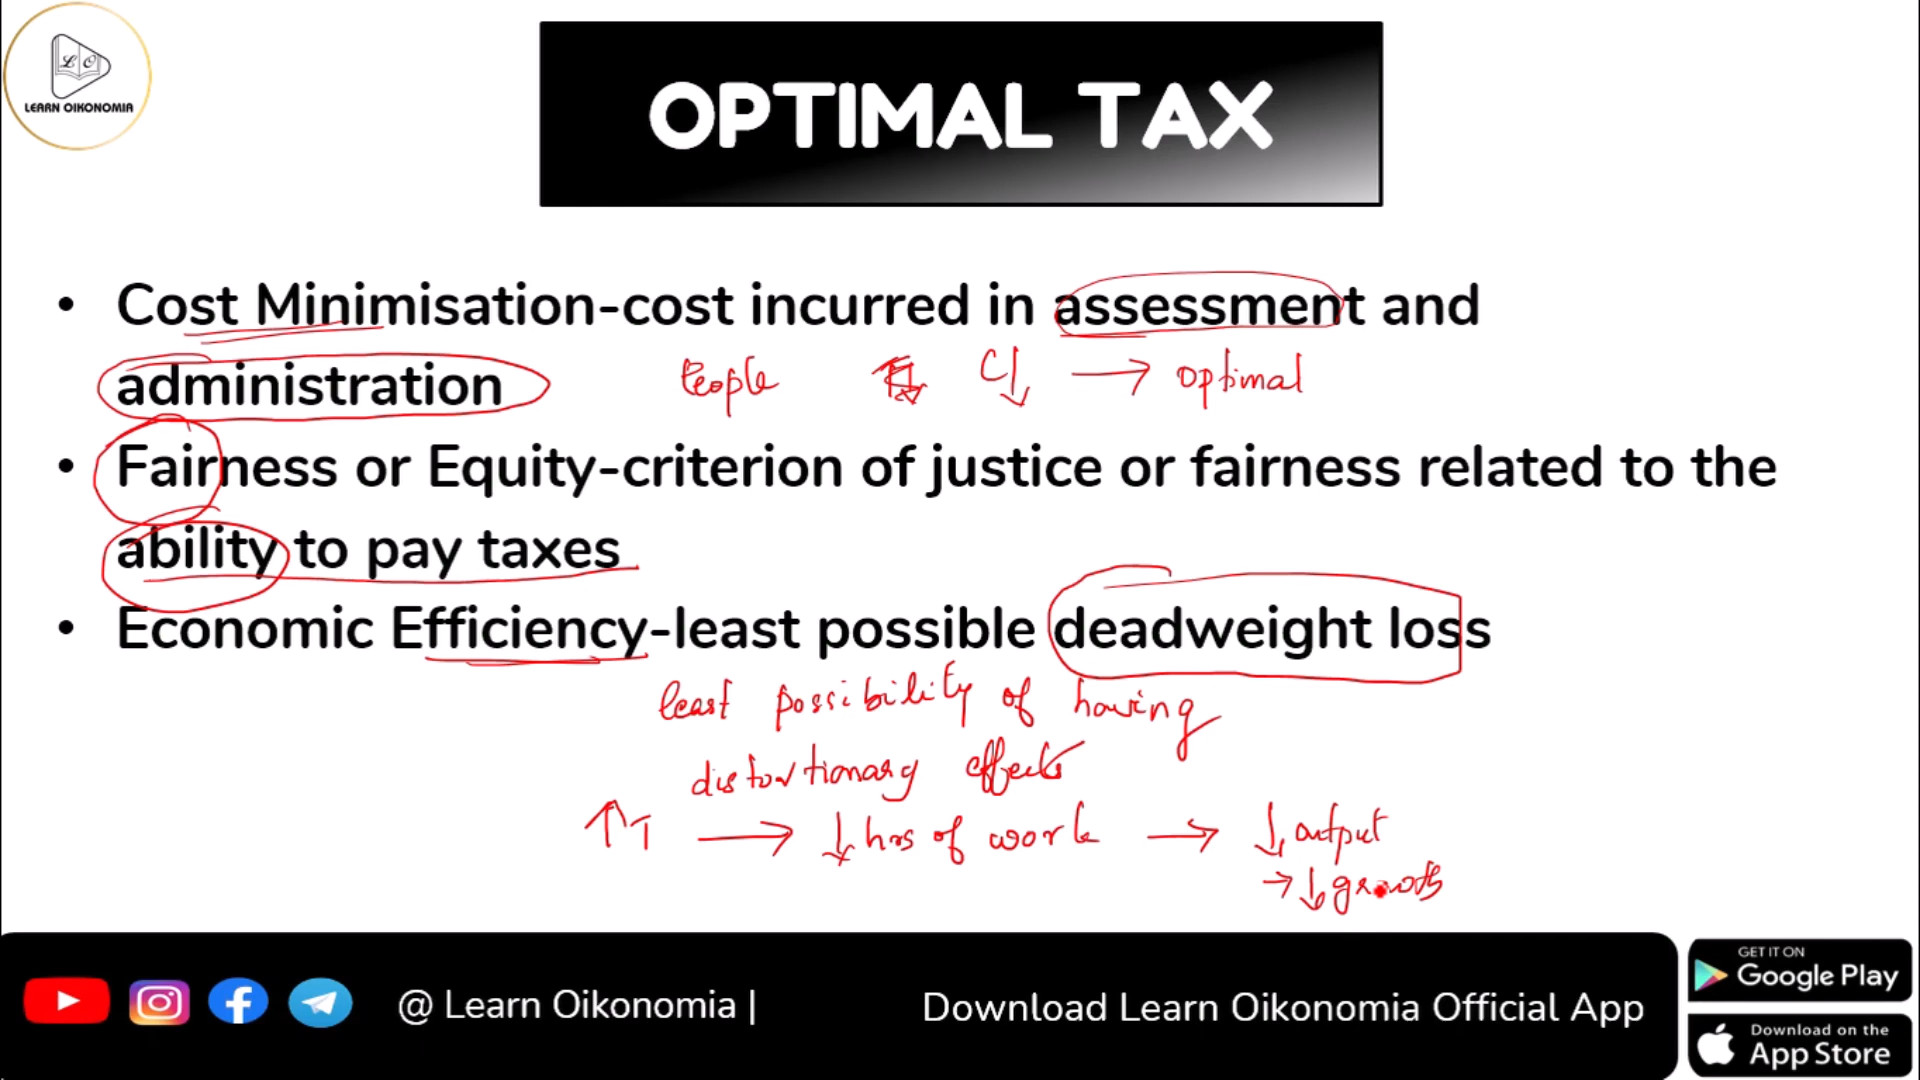 L O
LEARN OIKONOMIA
OPTIMAL TAX
• Cost Minimisation-cost incurred in assessment and
administration
People C↓ → optimal
• Fairness or Equity-criterion of justice or fairness related to the
ability to pay taxes
• Economic Efficiency-least possible deadweight loss
least possibility of having
distortionary effects
↑T → ↓ hrs of work → ↓ output
→ ↓ growth
@ Learn Oikonomia |
Download Learn Oikonomia Official App
GET IT ON
Google Play
Download on the
App Store